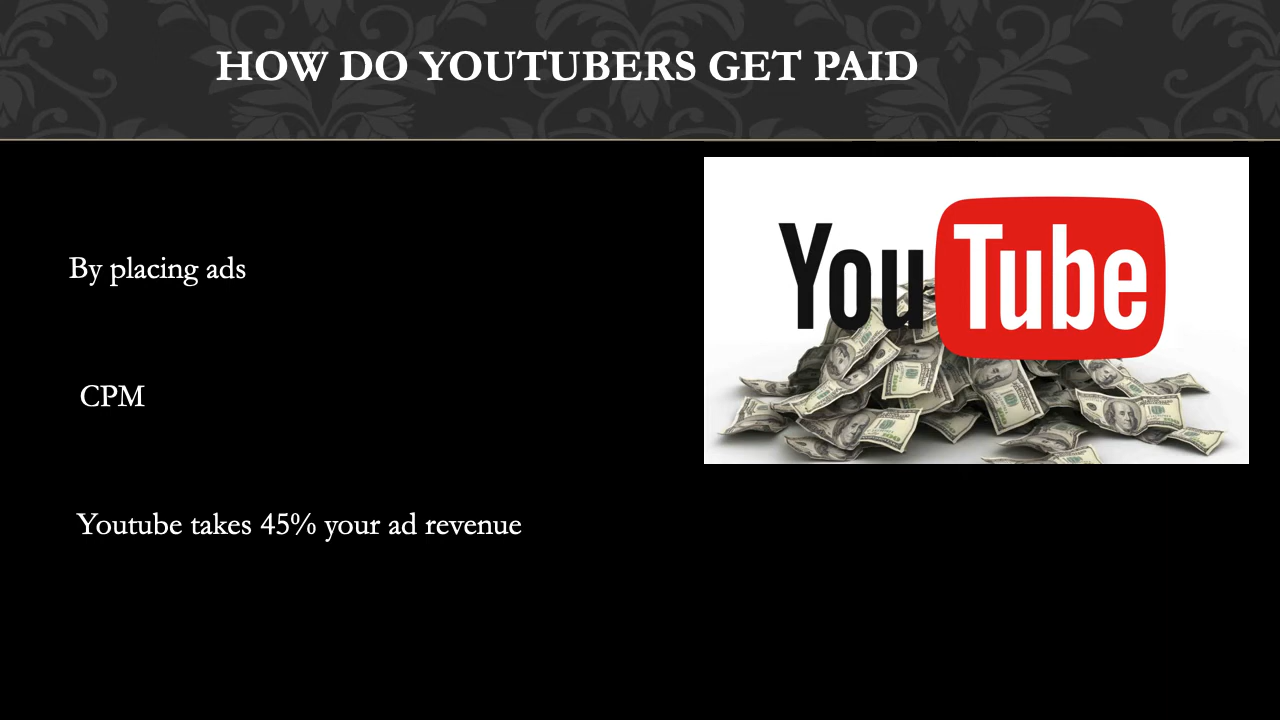 HOW DO YOUTUBERS GET PAID
By placing ads
CPM
Youtube takes 45% your ad revenue
YouTube